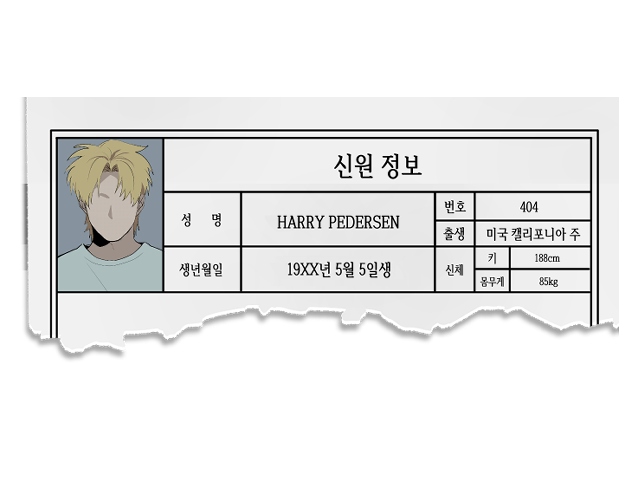 신원 정보
성 명 HARRY PEDERSEN 번호 404
출생 미국 캘리포니아 주
생년월일 19XX년 5월 5일생 신체 키 188cm
몸무게 85kg